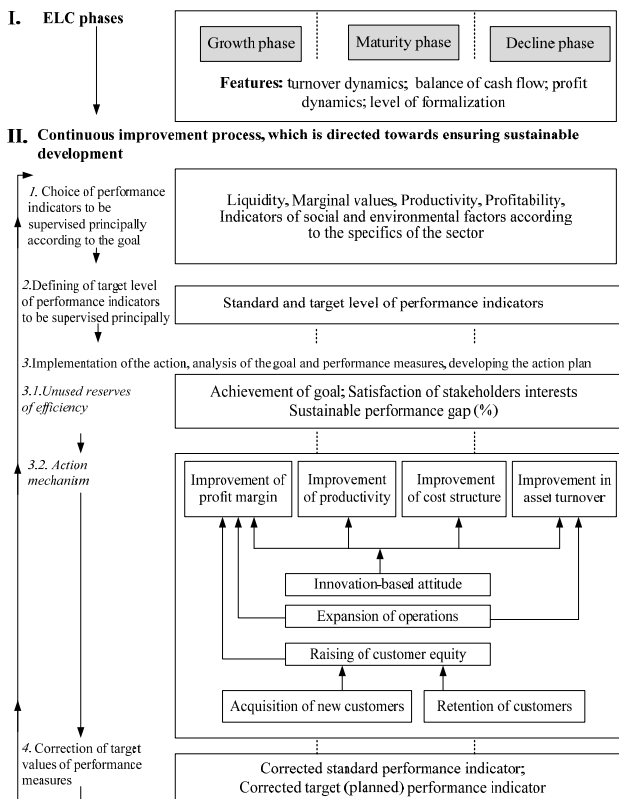 I. ELC phases
Growth phase
Maturity phase
Decline phase
Features: turnover dynamics; balance of cash flow; profit
dynamics; level of formalization
II. Continuous improvement process, which is directed towards ensuring sustainable
development
1. Choice of performance
indicators to be
supervised principally
according to the goal
Liquidity, Marginal values, Productivity, Profitability,
Indicators of social and environmental factors according
to the specifics of the sector
2.Defining of target level
of performance indicators
to be supervised principally
Standard and target level of performance indicators
3.Implementation of the action, analysis of the goal and performance measures, developing the action plan
3.1.Unused reserves
of efficiency
Achievement of goal; Satisfaction of stakeholders interests
Sustainable performance gap (%)
3.2. Action
mechanism
Improvement of
profit margin
Improvement
of productivity
Improvement
of cost structure
Improvement in
asset turnover
Innovation-based attitude
Expansion of operations
Raising of customer equity
Acquisition of new customers
Retention of customers
4. Correction of target
values of performance
measures
Corrected standard performance indicator;
Corrected target (planned) performance indicator